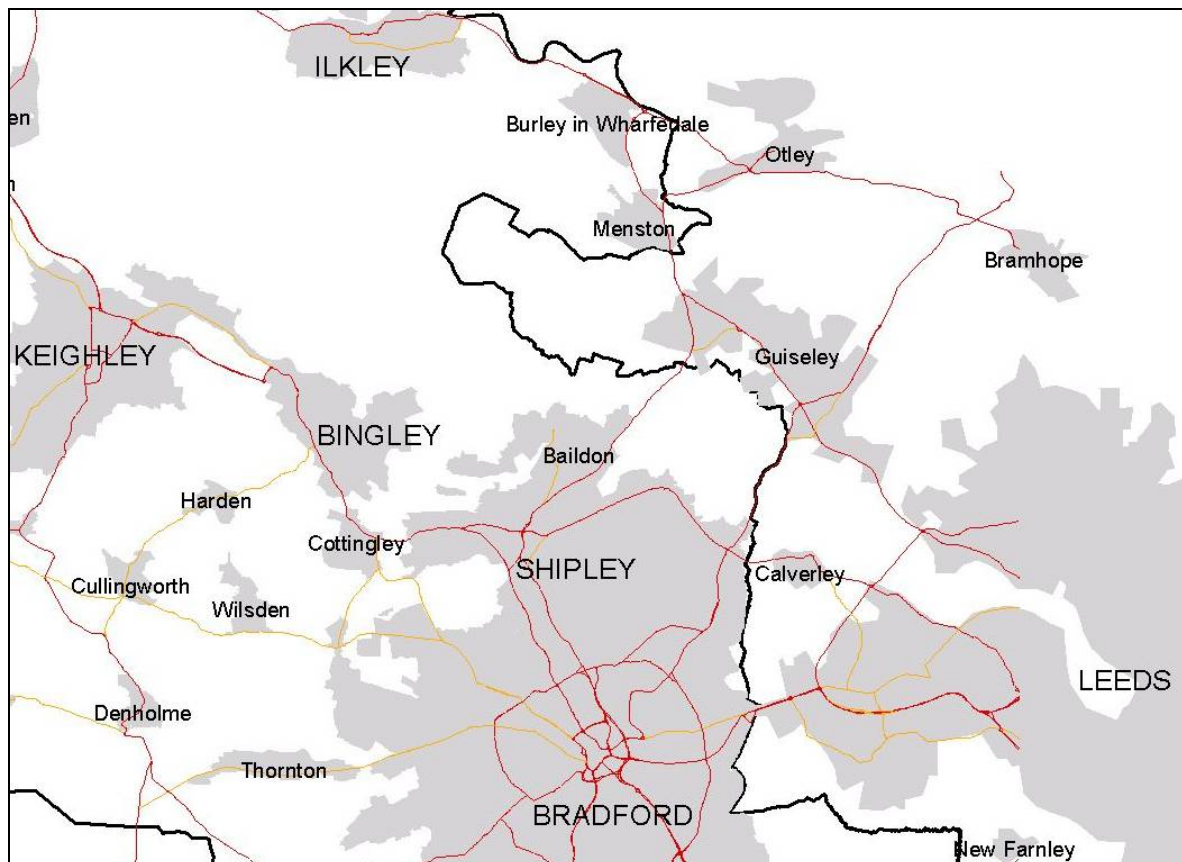 ILKLEY
en
Burley in Wharfedale
Otley
Menston
Bramhope
KEIGHLEY
Guiseley
BINGLEY
Baildon
Harden
Cottingley
SHIPLEY
Calverley
Cullingworth
Wilsden
LEEDS
Denholme
Thornton
BRADFORD
New Farnley